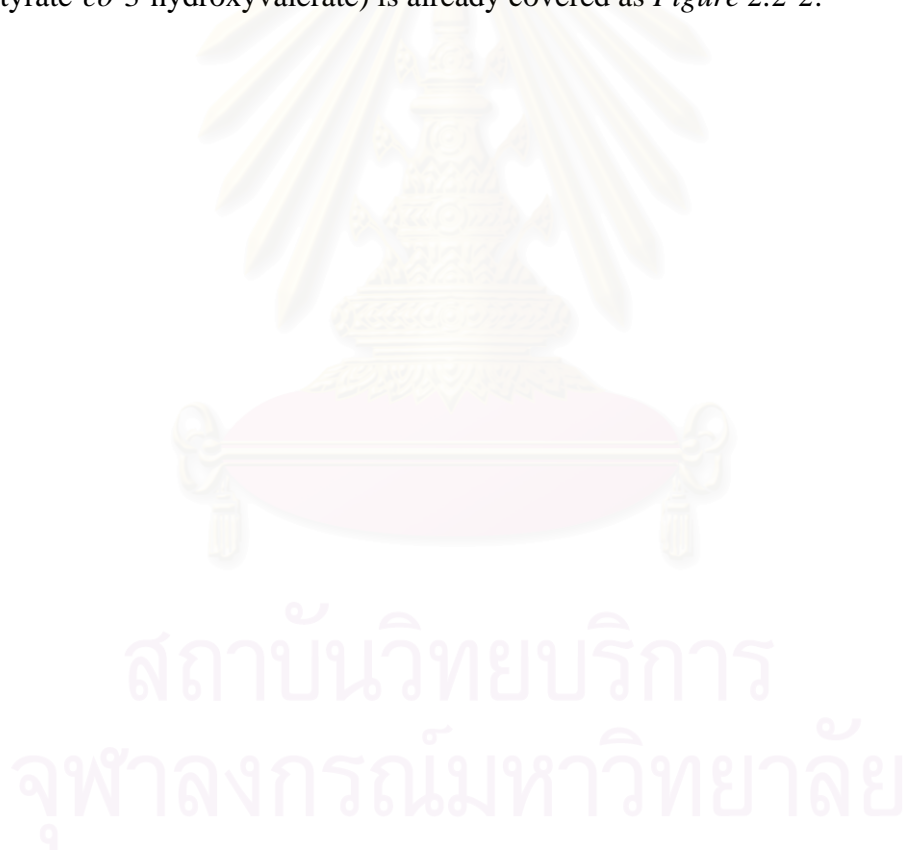 tyrate-co-3-hydroxyvalerate) is already covered as Figure 2.2-2.
สถาบันวิทยบริการ
จุฬาลงกรณ์มหาวิทยาลัย